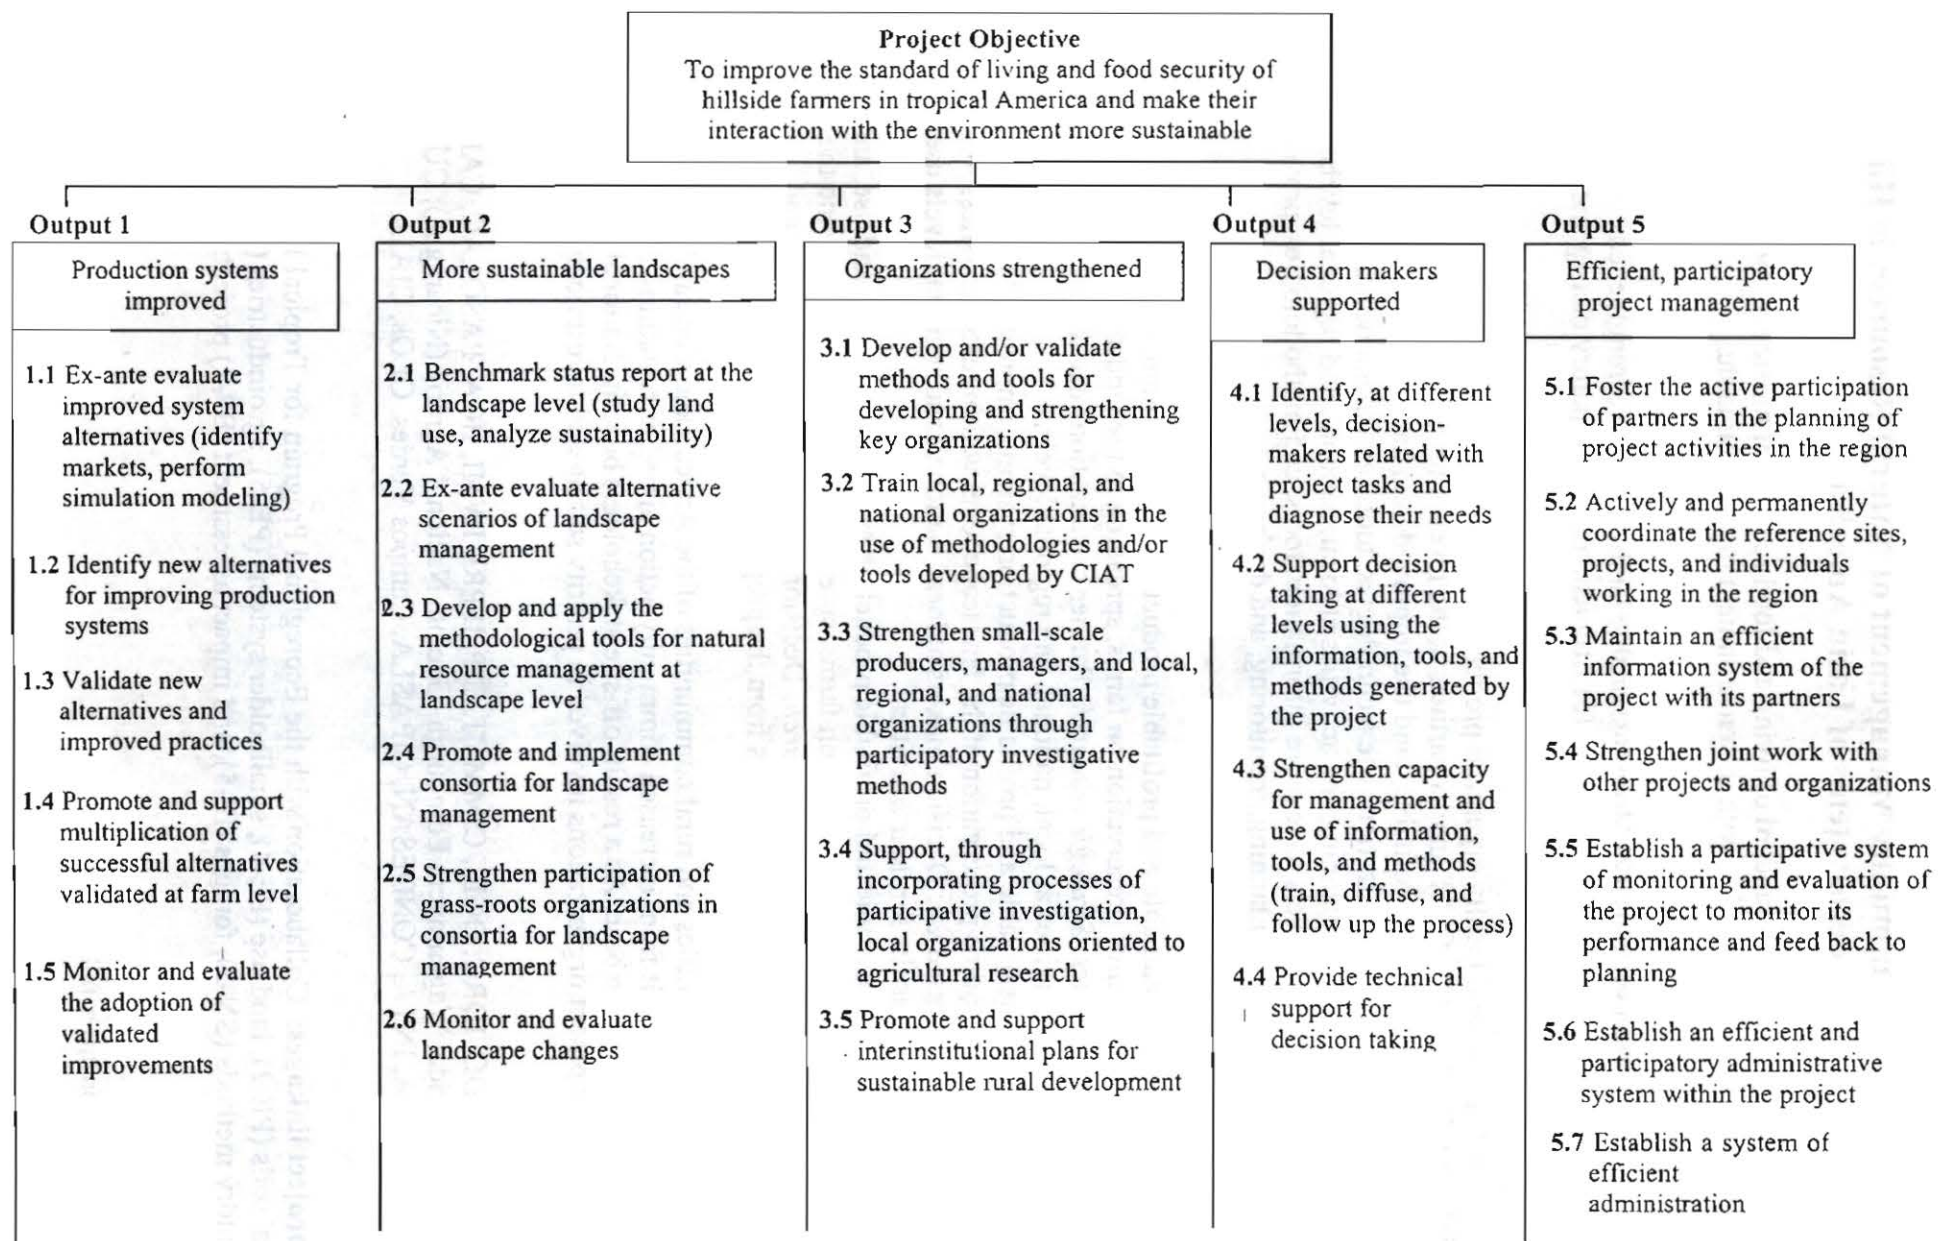 Project Objective
To improve the standard of living and food security of
hillside farmers in tropical America and make their
interaction with the environment more sustainable
Output 1
Production systems
improved
1.1 Ex-ante evaluate
improved system
alternatives (identify
markets, perform
simulation modeling)
1.2 Identify new alternatives
for improving production
systems
1.3 Validate new
alternatives and
improved practices
1.4 Promote and support
multiplication of
successful alternatives
validated at farm level
1.5 Monitor and evaluate
the adoption of
validated
improvements
Output 2
More sustainable landscapes
2.1 Benchmark status report at the
landscape level (study land
use, analyze sustainability)
2.2 Ex-ante evaluate alternative
scenarios of landscape
management
2.3 Develop and apply the
methodological tools for natural
resource management at
landscape level
2.4 Promote and implement
consortia for landscape
management
2.5 Strengthen participation of
grass-roots organizations in
consortia for landscape
management
2.6 Monitor and evaluate
landscape changes
Output 3
Organizations strengthened
3.1 Develop and/or validate
methods and tools for
developing and strengthening
key organizations
3.2 Train local, regional, and
national organizations in the
use of methodologies and/or
tools developed by CIAT
3.3 Strengthen small-scale
producers, managers, and local,
regional, and national
organizations through
participatory investigative
methods
3.4 Support, through
incorporating processes of
participative investigation,
local organizations oriented to
agricultural research
3.5 Promote and support
interinstitutional plans for
sustainable rural development
Output 4
Decision makers
supported
4.1 Identify, at different
levels, decision-
makers related with
project tasks and
diagnose their needs
4.2 Support decision
taking at different
levels using the
information, tools, and
methods generated by
the project
4.3 Strengthen capacity
for management and
use of information,
tools, and methods
(train, diffuse, and
follow up the process)
4.4 Provide technical
support for
decision taking
Output 5
Efficient, participatory
project management
5.1 Foster the active participation
of partners in the planning of
project activities in the region
5.2 Actively and permanently
coordinate the reference sites,
projects, and individuals
working in the region
5.3 Maintain an efficient
information system of the
project with its partners
5.4 Strengthen joint work with
other projects and organizations
5.5 Establish a participative system
of monitoring and evaluation of
the project to monitor its
performance and feed back to
planning
5.6 Establish an efficient and
participatory administrative
system within the project
5.7 Establish a system of
efficient
administration